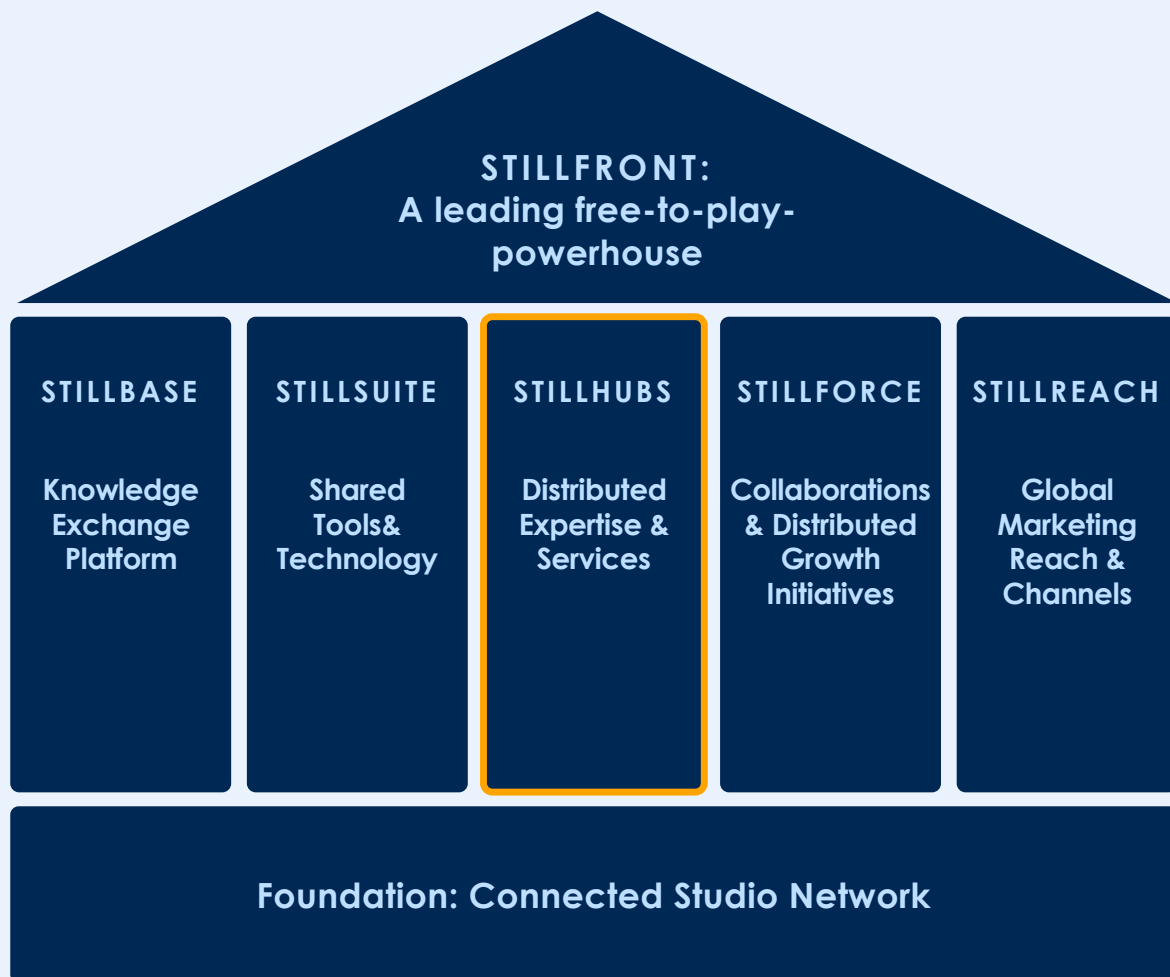 STILLFRONT:
A leading free-to-play-
powerhouse
STILLBASE
Knowledge
Exchange
Platform
STILLSUITE
Shared
Tools&
Technology
STILLHUBS
Distributed
Expertise &
Services
STILLFORCE
Collaborations
& Distributed
Growth
Initiatives
STILLREACH
Global
Marketing
Reach &
Channels
Foundation: Connected Studio Network